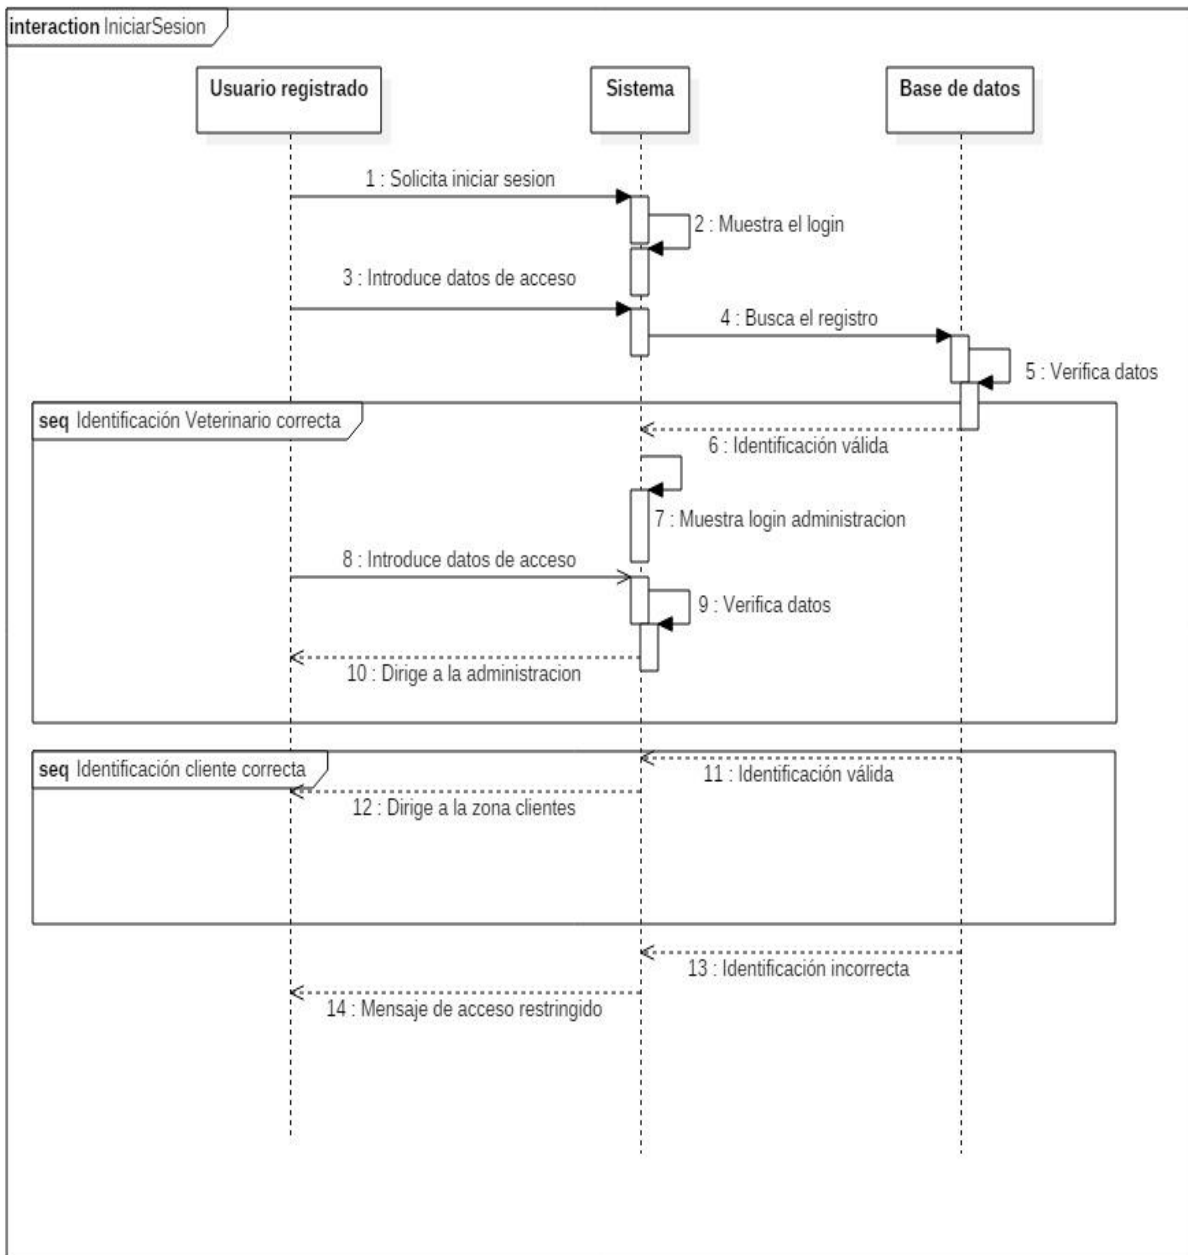 interaction IniciarSesion
Usuario registrado
Sistema
Base de datos
1 : Solicita iniciar sesion
2 : Muestra el login
3 : Introduce datos de acceso
4 : Busca el registro
5 : Verifica datos
seq Identificación Veterinario correcta
6 : Identificación válida
7 : Muestra login administracion
8 : Introduce datos de acceso
9 : Verifica datos
10 : Dirige a la administracion
seq Identificación cliente correcta
11 : Identificación válida
12 : Dirige a la zona clientes
13 : Identificación incorrecta
14 : Mensaje de acceso restringido